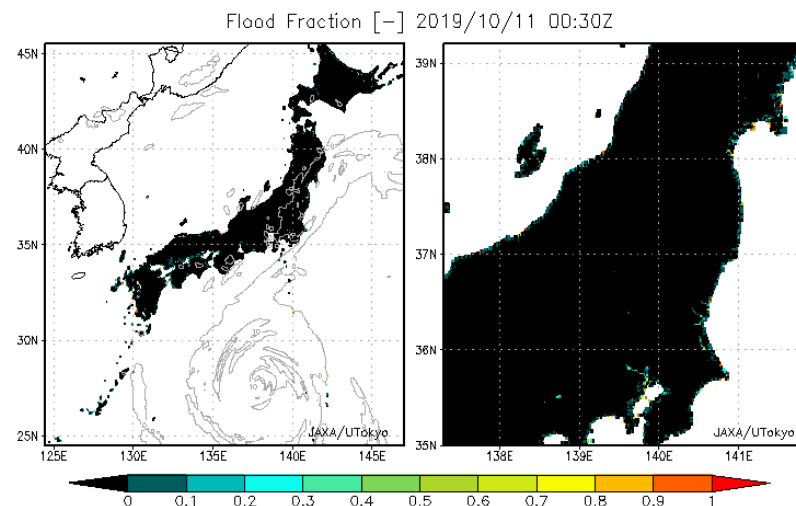 Flood Fraction [-] 2019/10/11 00:30Z
45N
40N
35N
30N
25N
125E 130E 135E 140E 145E
JAXA/UTokyo
39N
38N
37N
36N
35N
138E 139E 140E 141E
JAXA/UTokyo
0 0.1 0.2 0.3 0.4 0.5 0.6 0.7 0.8 0.9 1